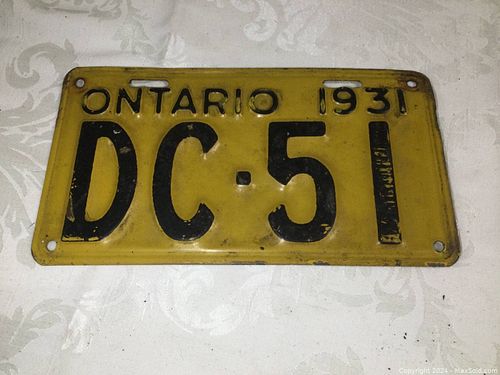 ONTARIO 1931
DC·51
Copyright 2024 - MaxSold.com